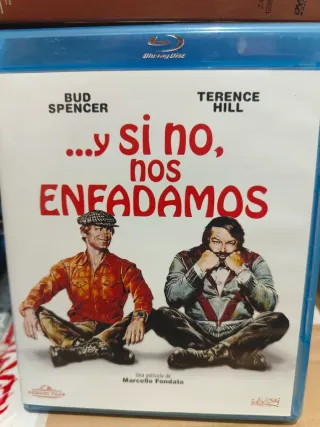 Blu-ray Disc
BUD
SPENCER
TERENCE
HILL
...y si no,
nos
ENFADAMOS
Una película de
Marcello Fondato